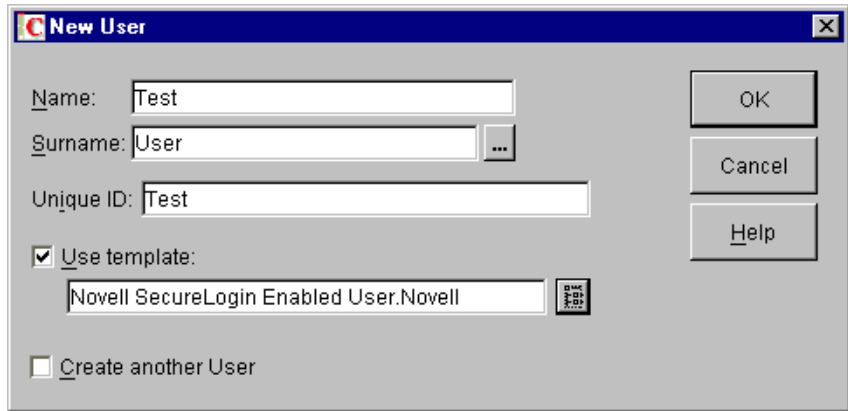 C New User
Name: Test
OK
Surname: User ...
Cancel
Unique ID: Test
Help
Use template:
Novell SecureLogin Enabled User.Novell
Create another User